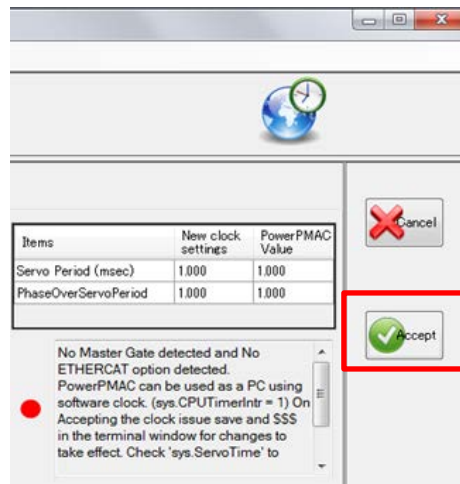 Cancel
Items New clock settings PowerPMAC Value
Servo Period (msec) 1.000 1.000
PhaseOverServoPeriod 1.000 1.000
Accept
No Master Gate detected and No
ETHERCAT option detected.
PowerPMAC can be used as a PC using
software clock. (sys.CPUTimerIntr = 1) On
Accepting the clock issue save and $$$
in the terminal window for changes to
take effect. Check 'sys.ServoTime' to